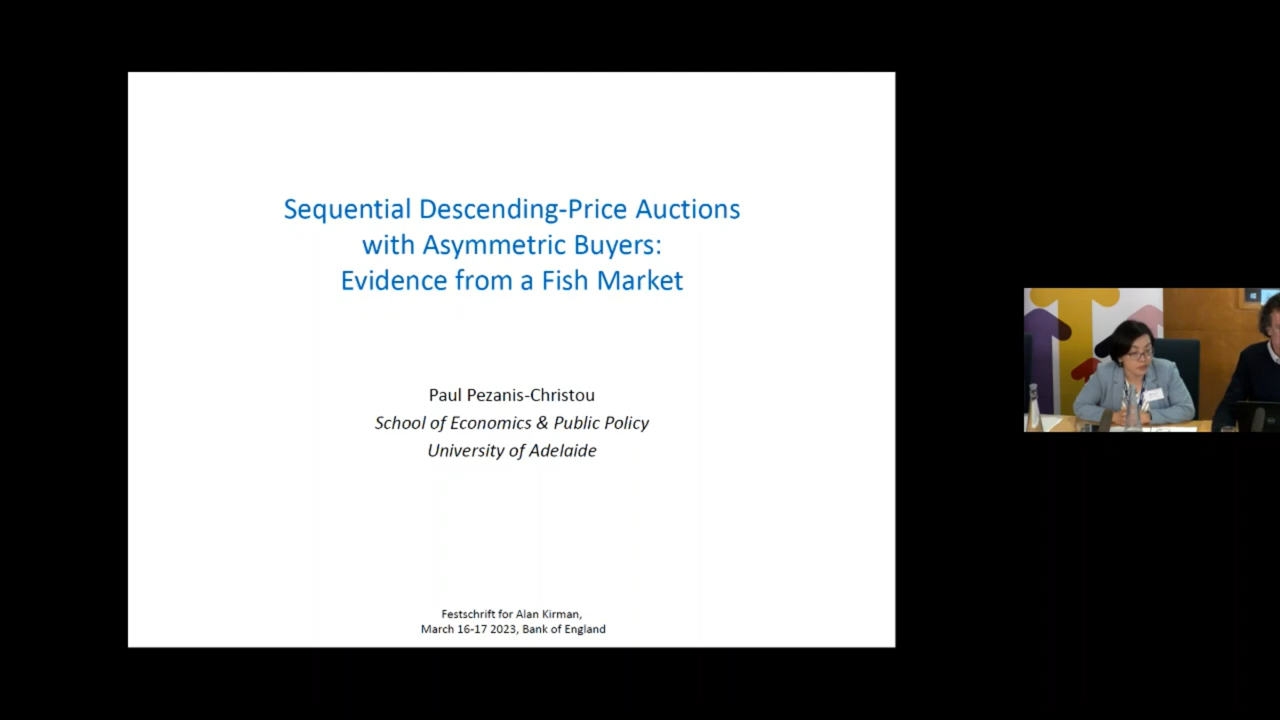 Sequential Descending-Price Auctions
with Asymmetric Buyers:
Evidence from a Fish Market
Paul Pezanis-Christou
School of Economics & Public Policy
University of Adelaide
Festschrift for Alan Kirman,
March 16-17 2023, Bank of England